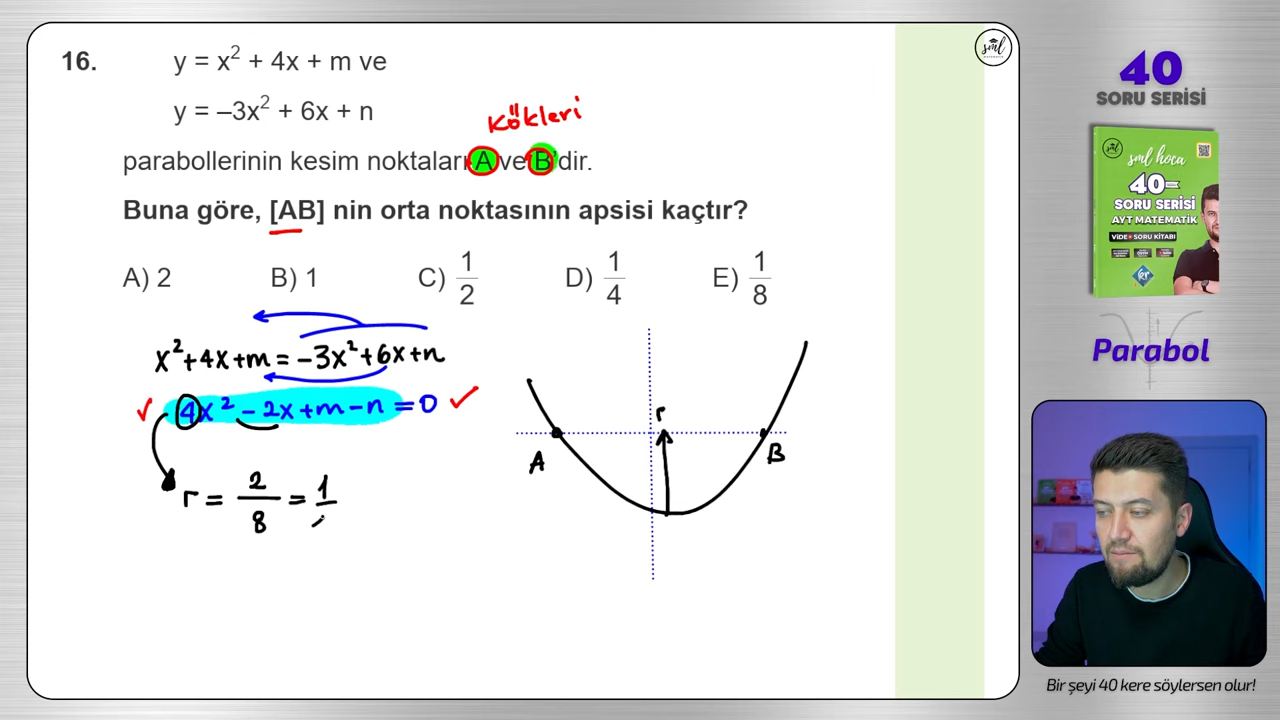 16. y = x² + 4x + m ve
y = –3x² + 6x + n
kökleri
parabollerinin kesim noktaları A ve B'dir.
Buna göre, [AB] nin orta noktasının apsisi kaçtır?
A) 2 B) 1 C) 1/2 D) 1/4 E) 1/8
x²+4x+m = -3x²+6x+n
4x² - 2x + m - n = 0
r = 2/8 = 1/
r
A
B
sml
40
SORU SERİSİ
sml hoca
40
SORU SERİSİ
AYT MATEMATİK
VİDEO SORU KİTABI
Parabol
Bir şeyi 40 kere söylersen olur!